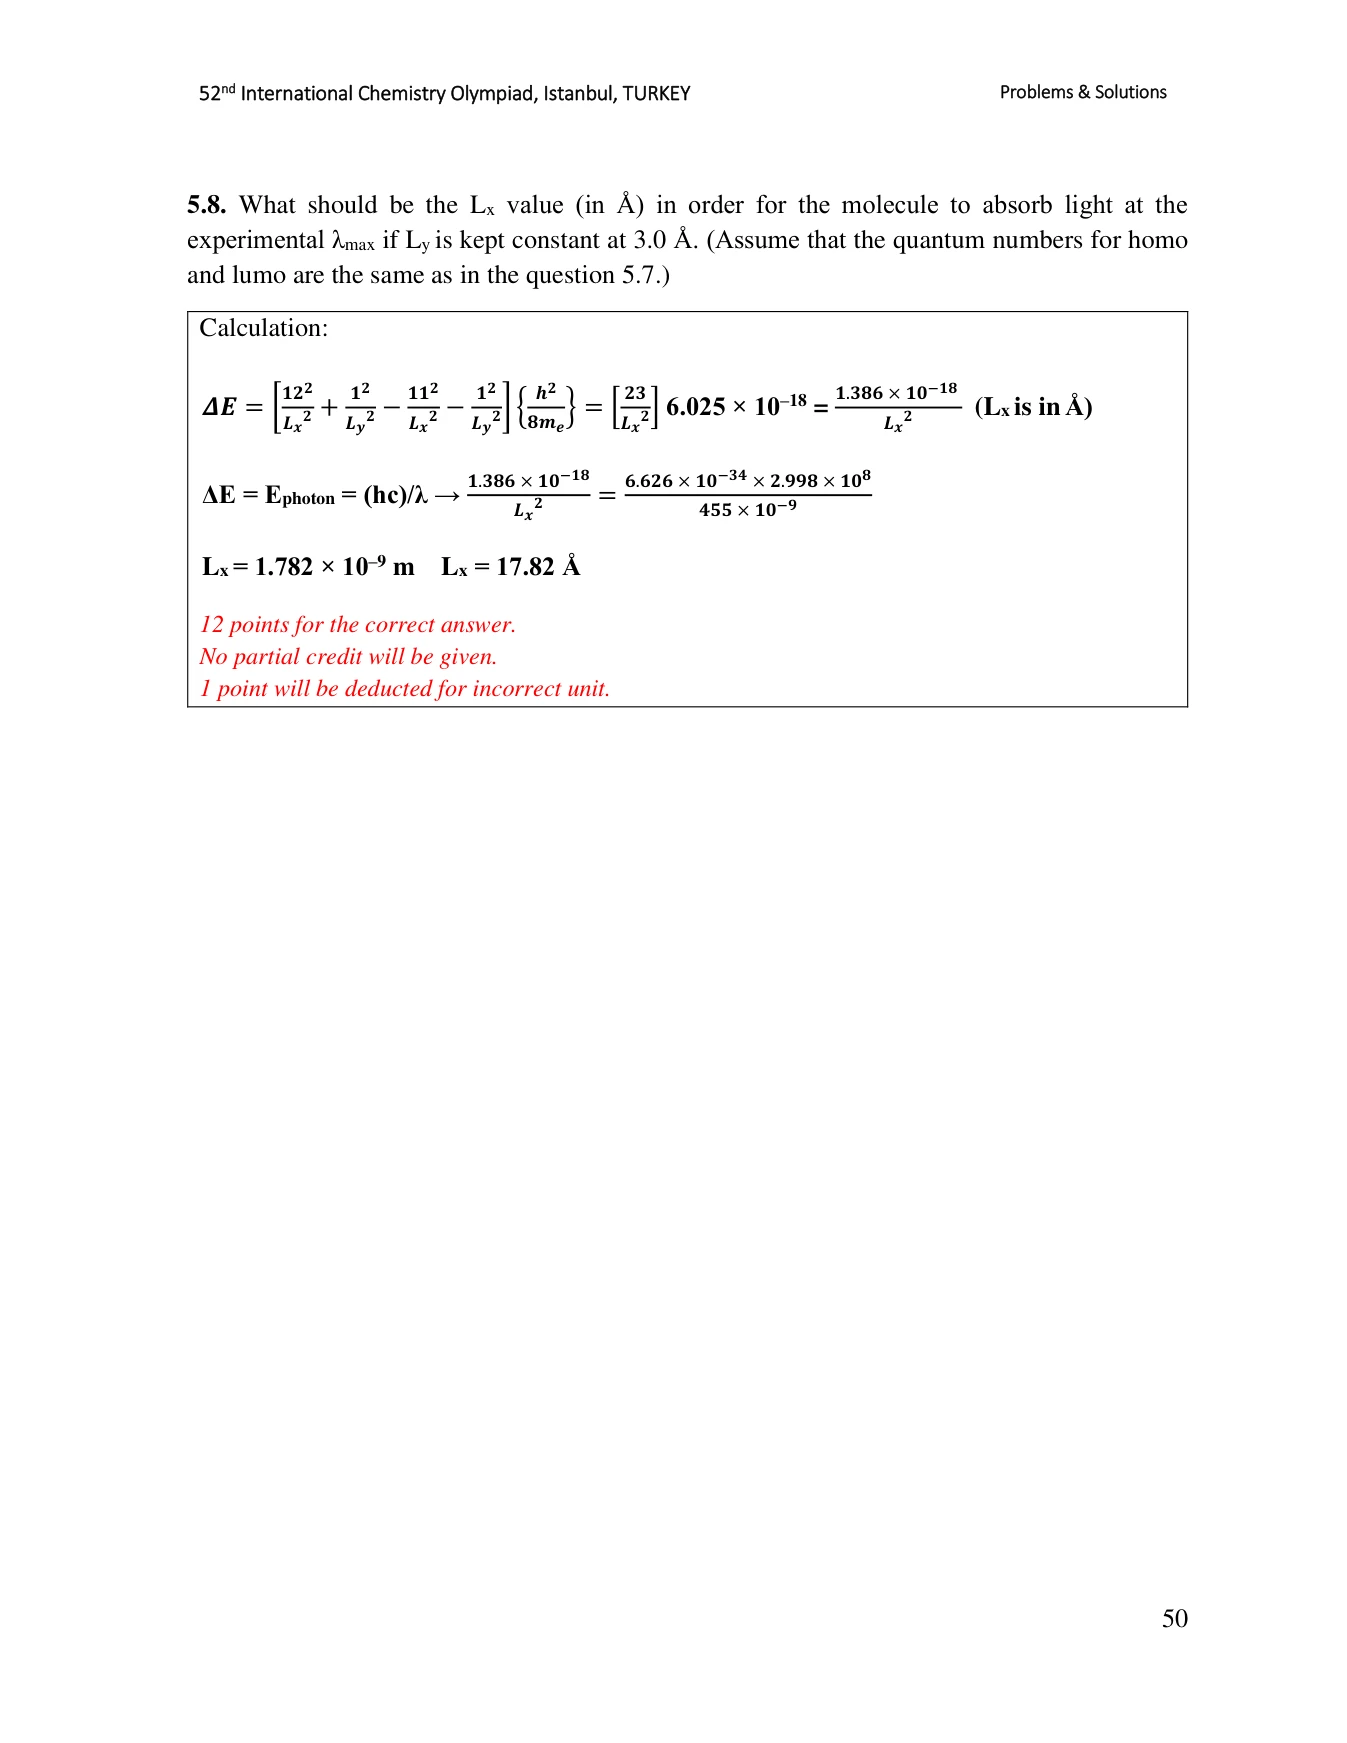 52nd International Chemistry Olympiad, Istanbul, TURKEY Problems & Solutions
5.8. What should be the Lx value (in Å) in order for the molecule to absorb light at the
experimental λmax if Ly is kept constant at 3.0 Å. (Assume that the quantum numbers for homo
and lumo are the same as in the question 5.7.)
Calculation:
ΔE = [12²/Lx² + 1²/Ly² − 11²/Lx² − 1²/Ly²] {h²/8me} = [23/Lx²] 6.025 × 10⁻¹⁸ = 1.386 × 10⁻¹⁸/Lx² (Lx is in Å)
ΔE = Ephoton = (hc)/λ → 1.386 × 10⁻¹⁸/Lx² = 6.626 × 10⁻³⁴ × 2.998 × 10⁸/455 × 10⁻⁹
Lx = 1.782 × 10⁻⁹ m Lx = 17.82 Å
12 points for the correct answer.
No partial credit will be given.
1 point will be deducted for incorrect unit.
50